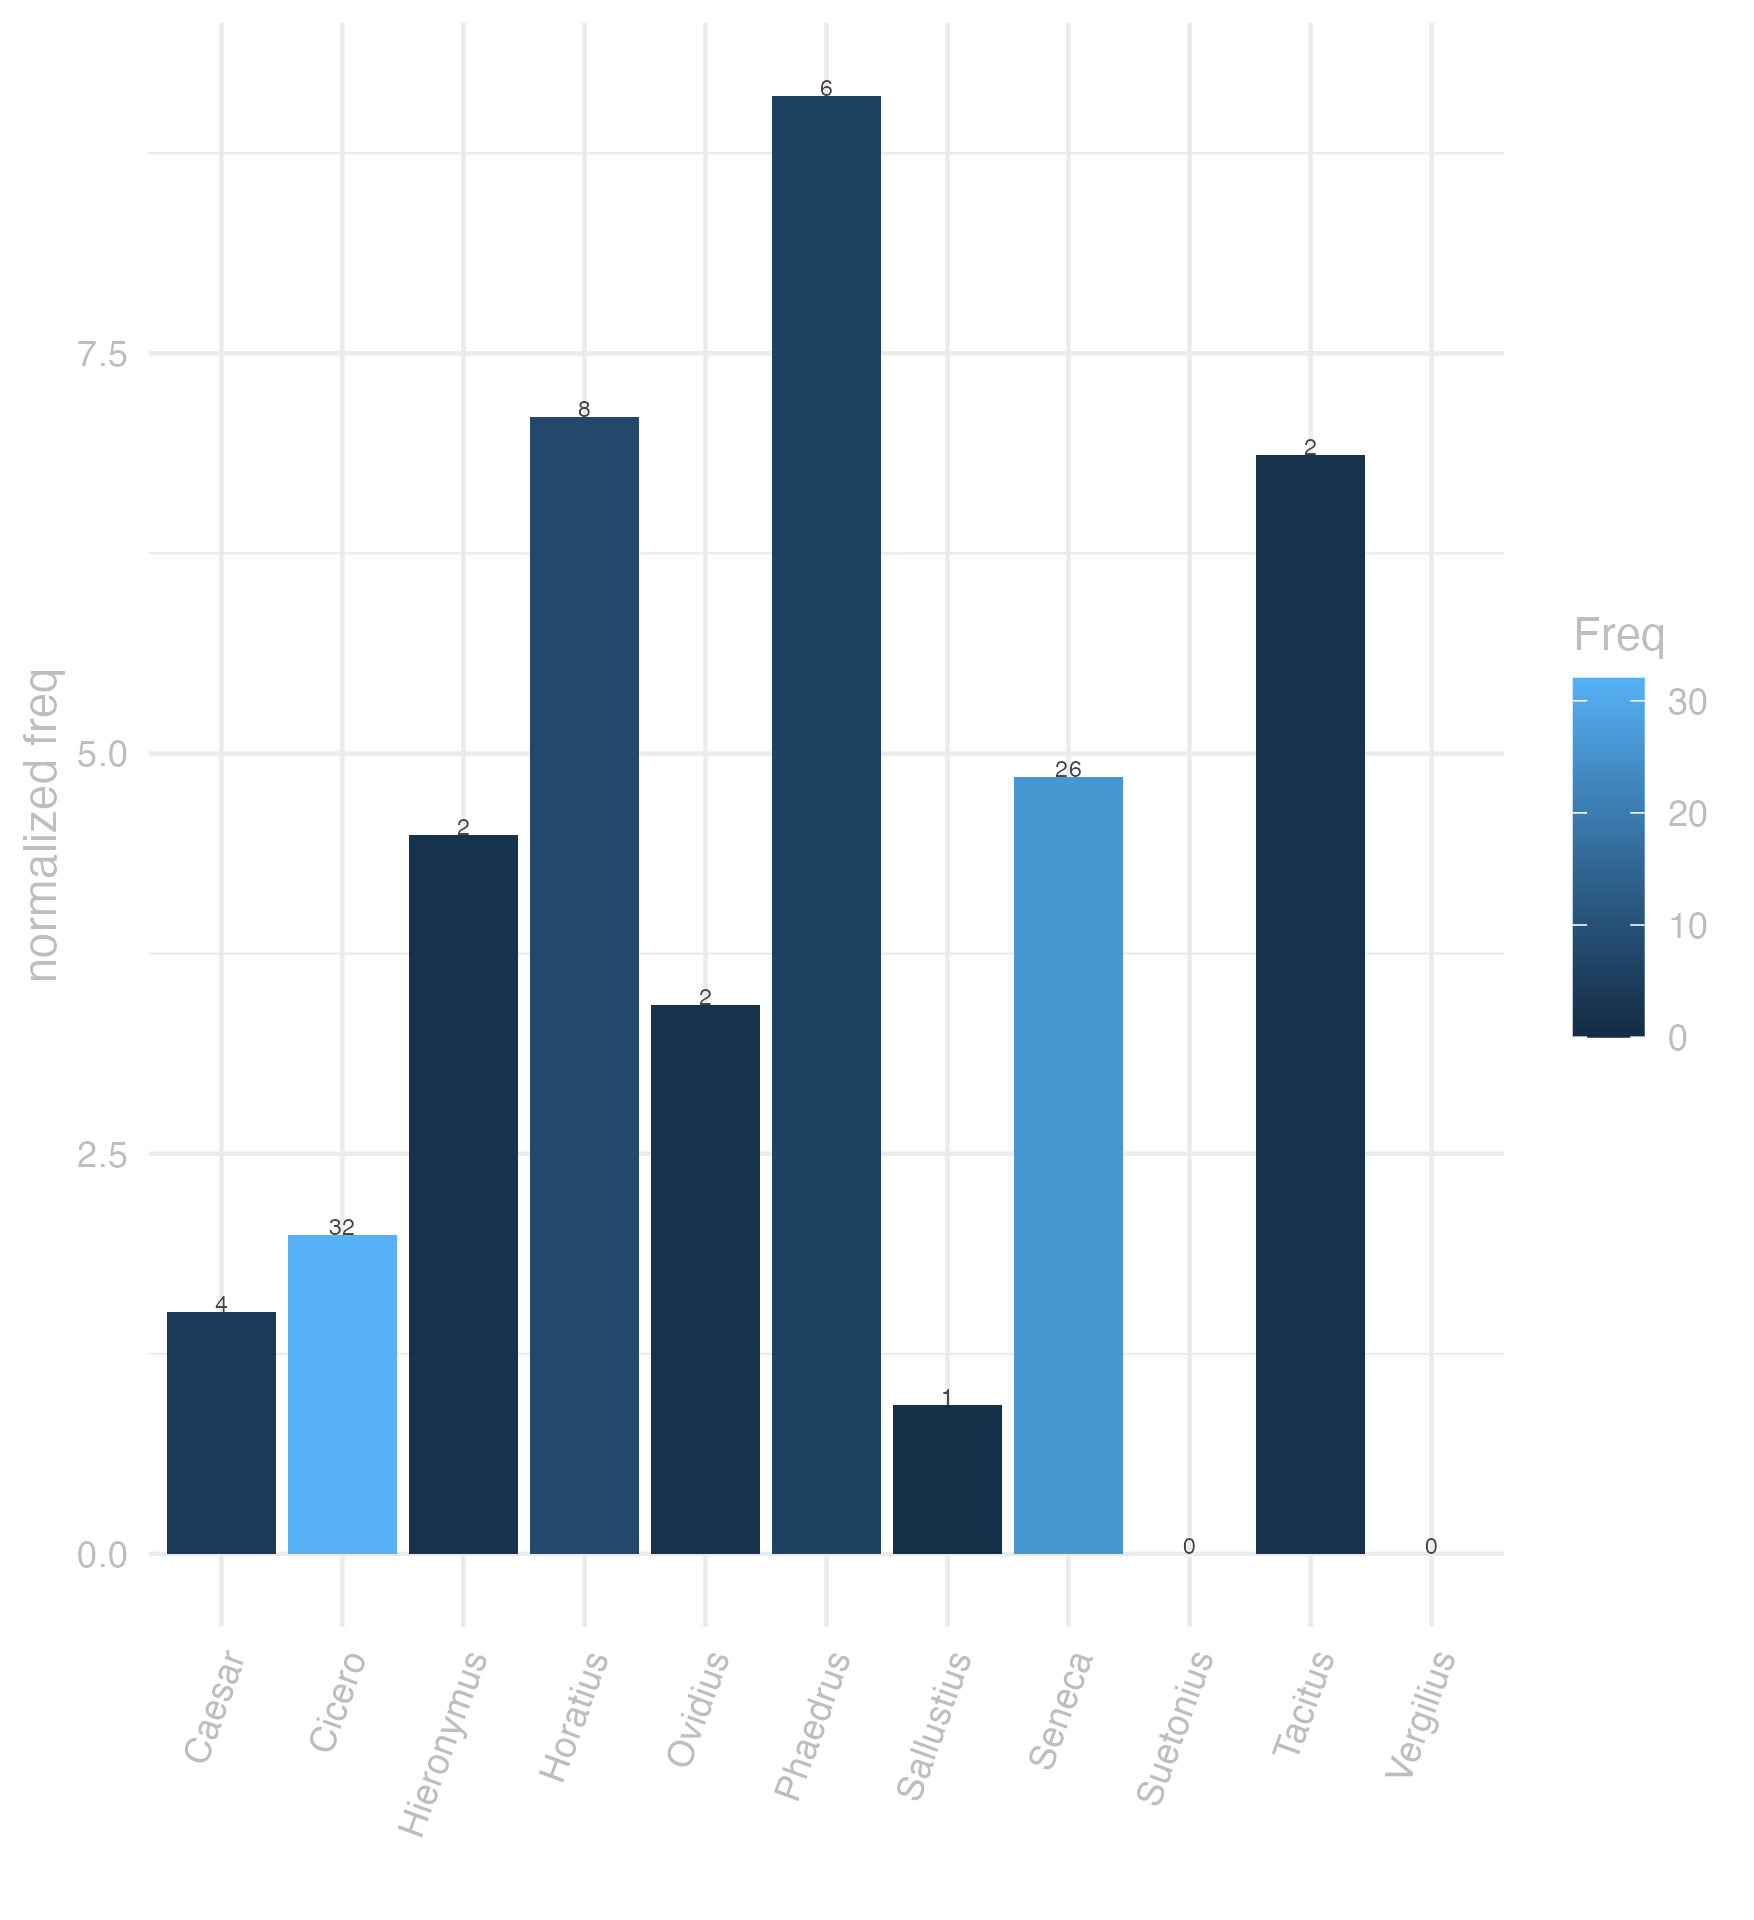 normalized freq
7.5
5.0
2.5
0.0
4
32
2
8
2
6
1
26
0
2
0
Caesar
Cicero
Hieronymus
Horatius
Ovidius
Phaedrus
Sallustius
Seneca
Suetonius
Tacitus
Vergilius
Freq
30
20
10
0